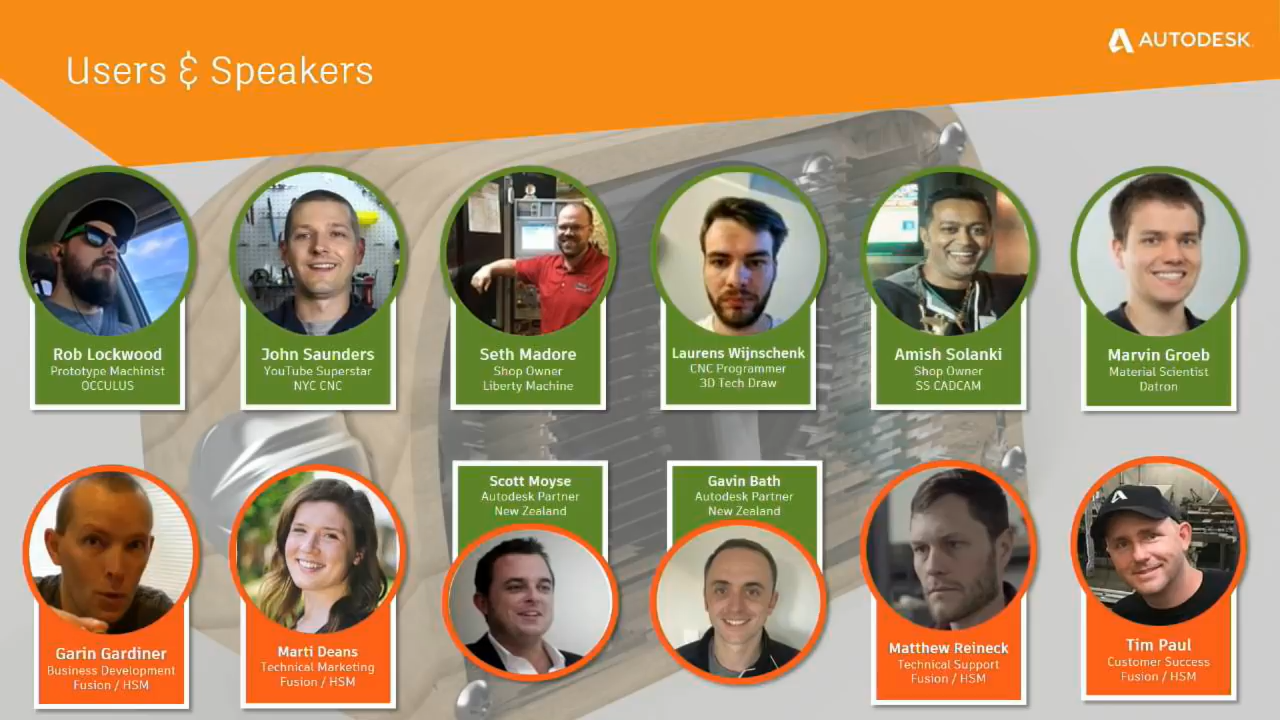 Users & Speakers
AUTODESK
Rob Lockwood
Prototype Machinist
OCCULUS
John Saunders
YouTube Superstar
NYC CNC
Seth Madore
Shop Owner
Liberty Machine
Laurens Wijnschenk
CNC Programmer
3D Tech Draw
Amish Solanki
Shop Owner
SS CADCAM
Marvin Groeb
Material Scientist
Datron
Garin Gardiner
Business Development
Fusion / HSM
Marti Deans
Technical Marketing
Fusion / HSM
Scott Moyse
Autodesk Partner
New Zealand
Gavin Bath
Autodesk Partner
New Zealand
Matthew Reineck
Technical Support
Fusion / HSM
Tim Paul
Customer Success
Fusion / HSM